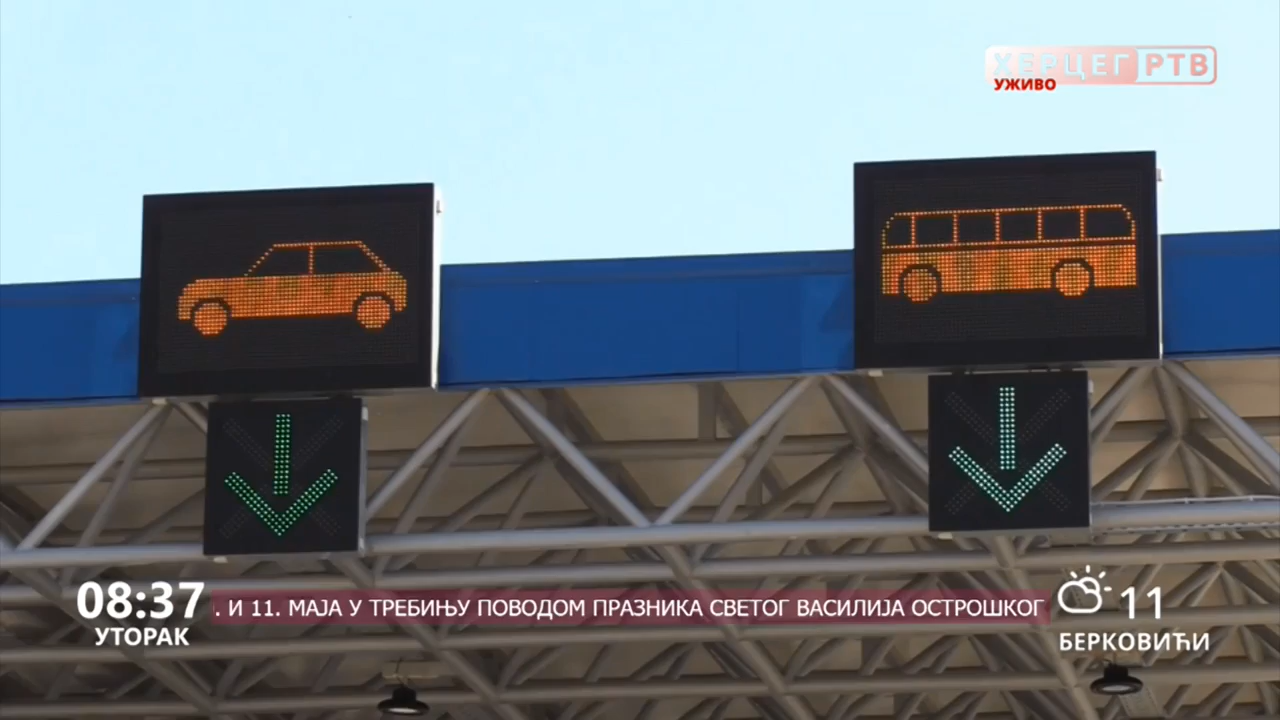 ХЕРЦЕГ РТВ
УЖИВО
08:37
УТОРАК
. И 11. МАЈА У ТРЕБИЊУ ПОВОДОМ ПРАЗНИКА СВЕТОГ ВАСИЛИЈА ОСТРОШКОГ
11
БЕРКОВИЋИ